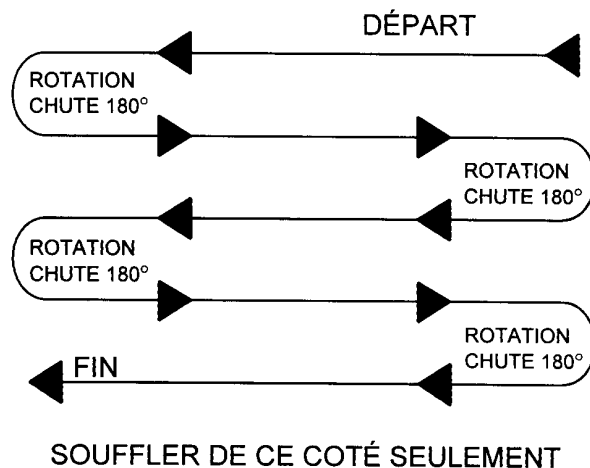 DÉPART
ROTATION
CHUTE 180°
ROTATION
CHUTE 180°
ROTATION
CHUTE 180°
ROTATION
CHUTE 180°
FIN
SOUFFLER DE CE COTÉ SEULEMENT